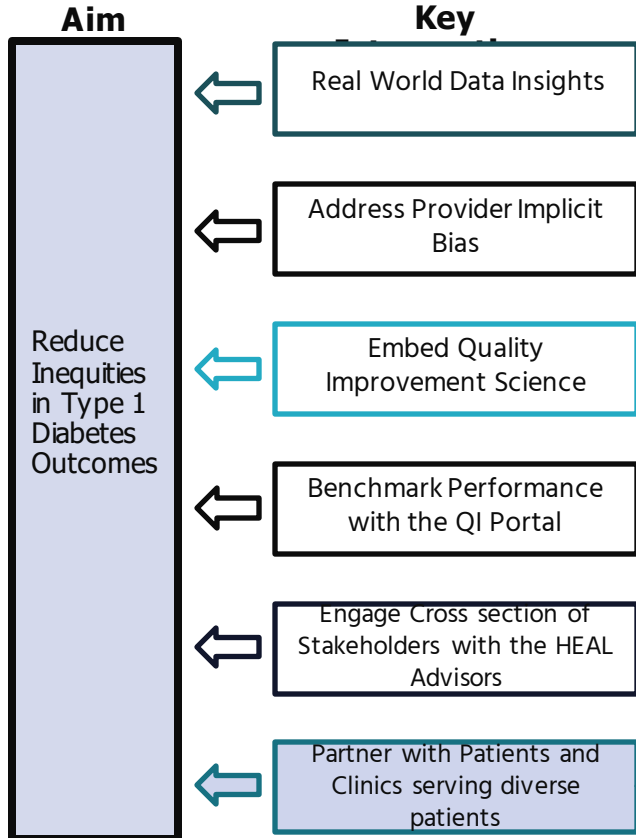 Aim
Key
Real World Data Insights
Address Provider Implicit
Bias
Reduce
Inequities
in Type 1
Diabetes
Outcomes
Embed Quality
Improvement Science
Benchmark Performance
with the QI Portal
Engage Cross section of
Stakeholders with the HEAL
Advisors
Partner with Patients and
Clinics serving diverse
patients